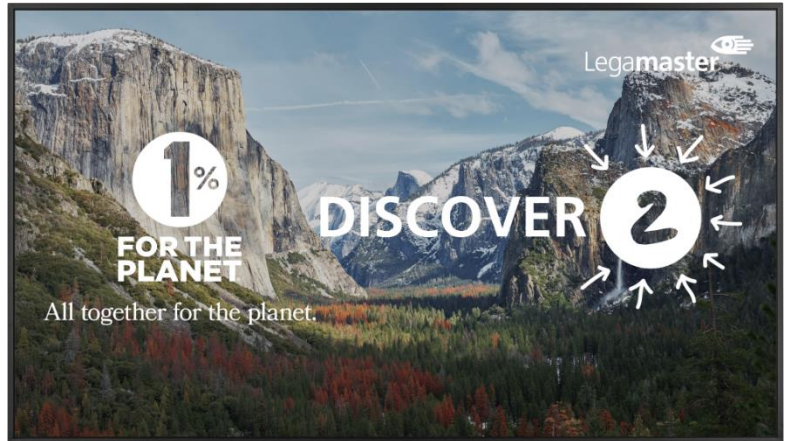 Legamaster
1%
FOR THE
PLANET
DISCOVER 2
All together for the planet.